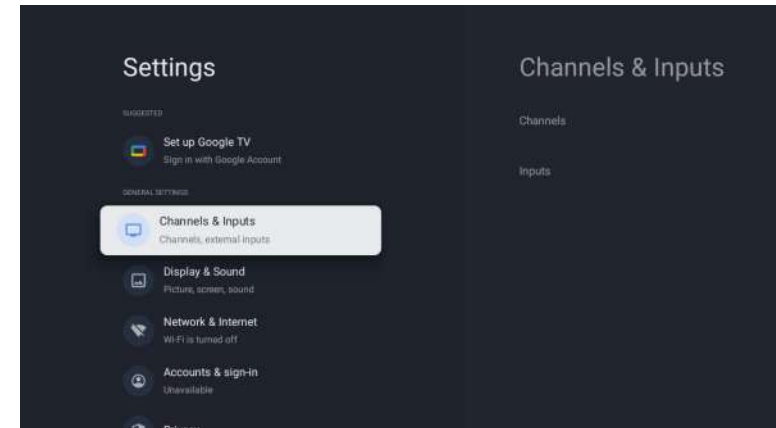 Settings
SUGGESTED
Set up Google TV
Sign in with Google Account
GENERAL SETTINGS
Channels & Inputs
Channels, external inputs
Display & Sound
Picture, screen, sound
Network & Internet
Wi-Fi is turned off
Accounts & sign-in
Unavailable
Channels & Inputs
Channels
Inputs